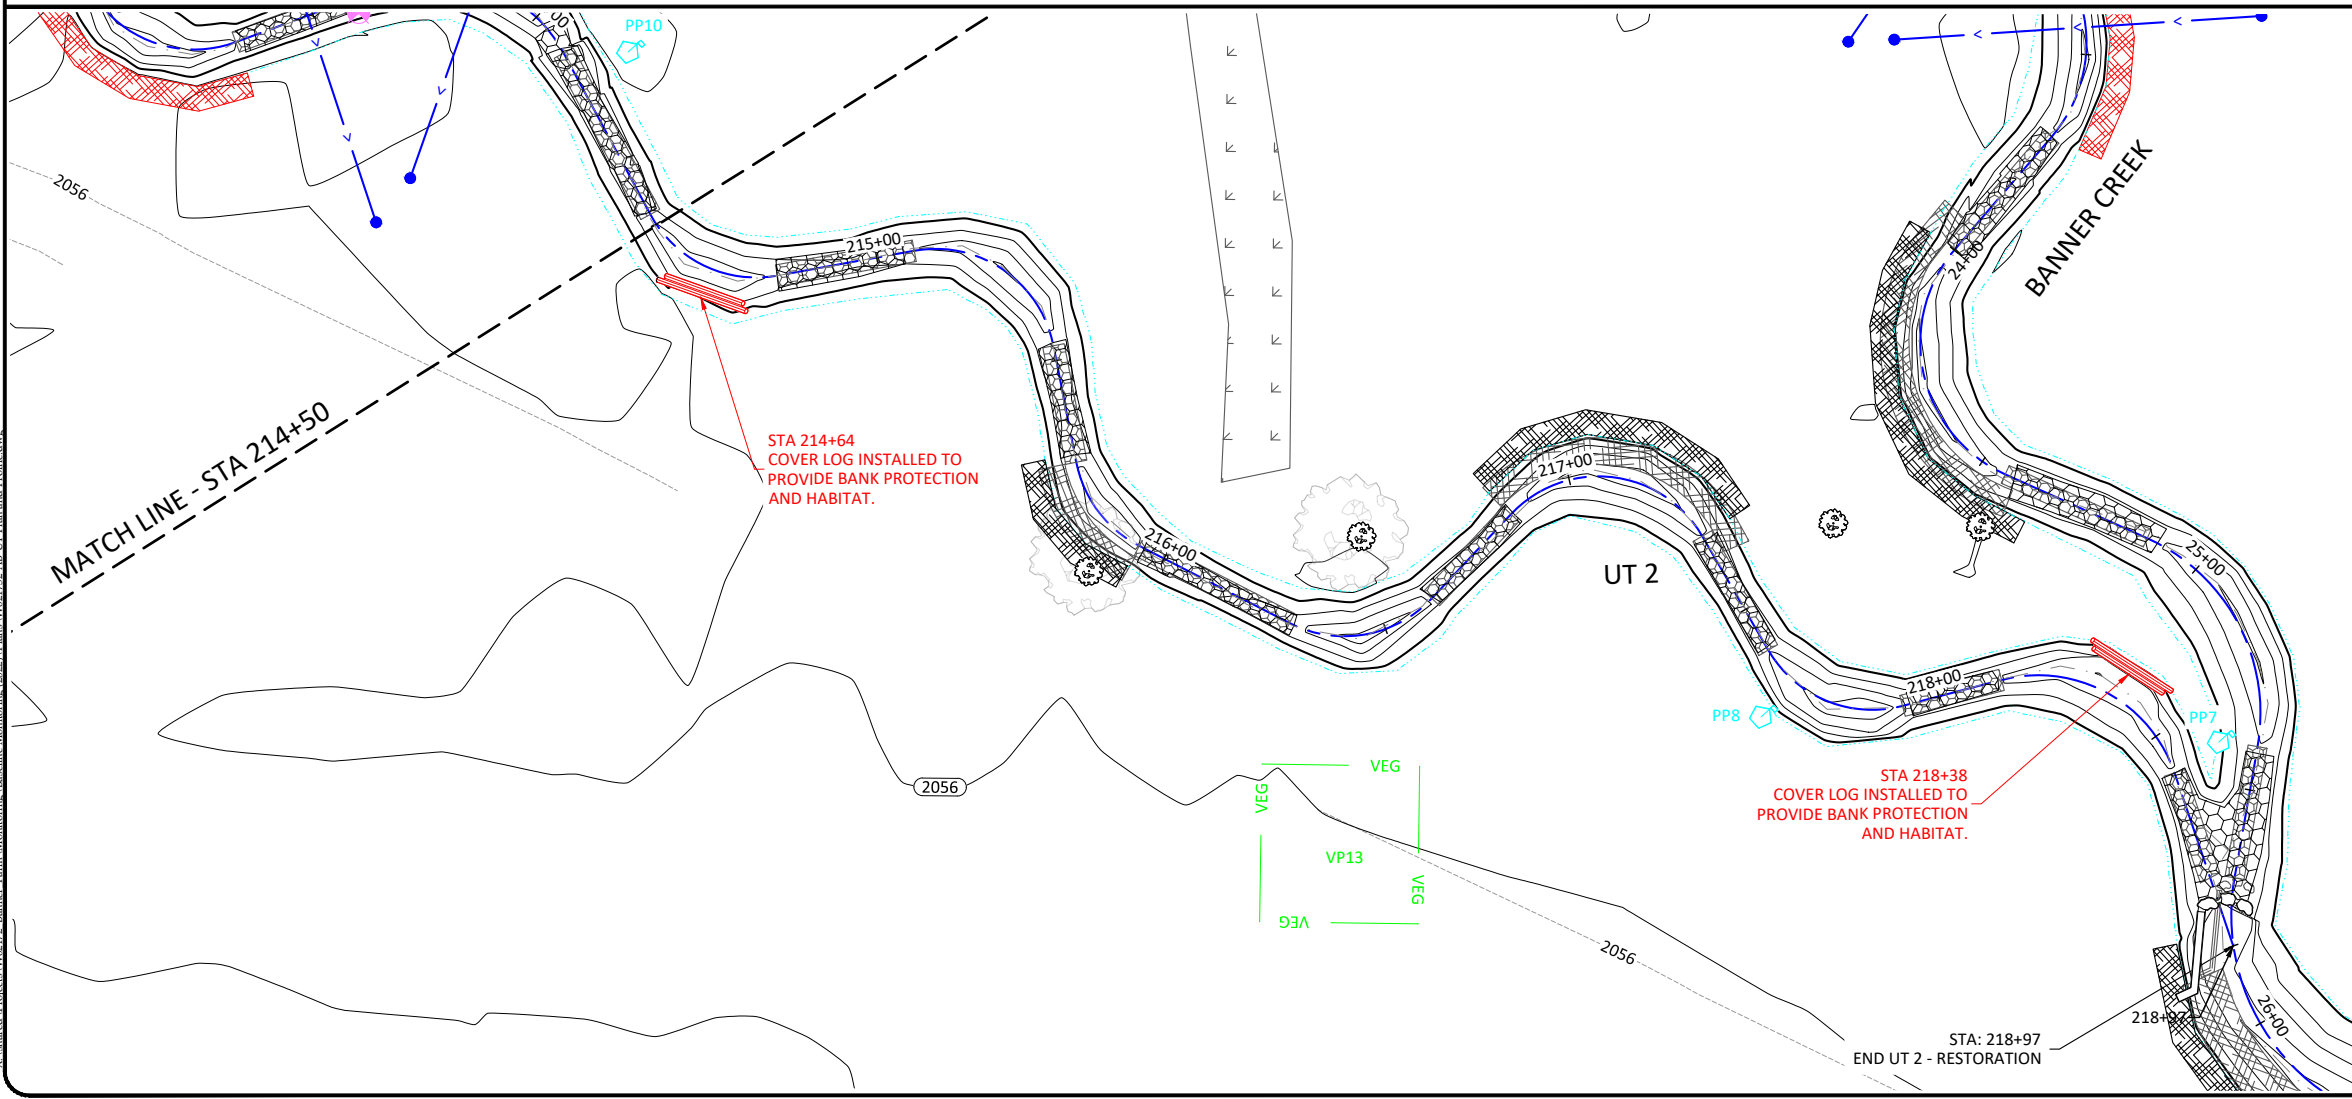 00
PP10
2056
215+00
24+00
BANNER CREEK
MATCH LINE - STA 214+50
STA 214+64
COVER LOG INSTALLED TO
PROVIDE BANK PROTECTION
AND HABITAT.
216+00
217+00
UT 2
25+00
218+00
PP8
PP7
2056
VEG
VEG
VP13
VEG
VEG
STA 218+38
COVER LOG INSTALLED TO
PROVIDE BANK PROTECTION
AND HABITAT.
2056
218+97
26+00
STA: 218+97
END UT 2 - RESTORATION